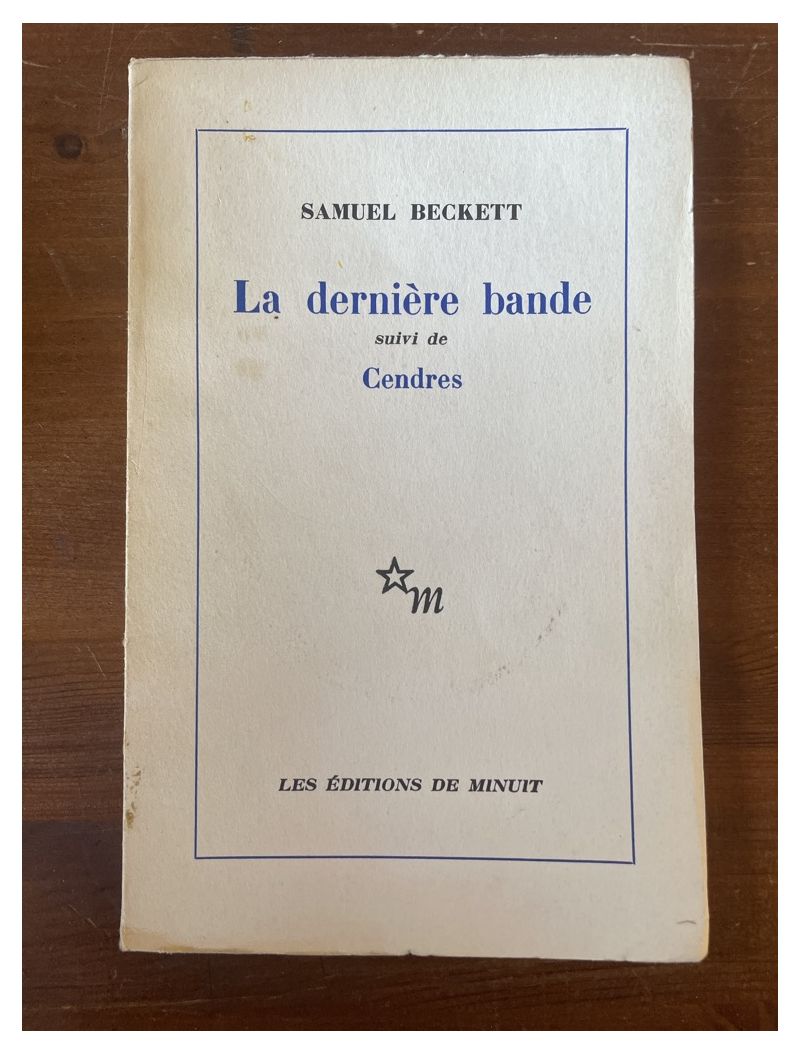 SAMUEL BECKETT
La dernière bande
suivi de
Cendres
m
LES ÉDITIONS DE MINUIT